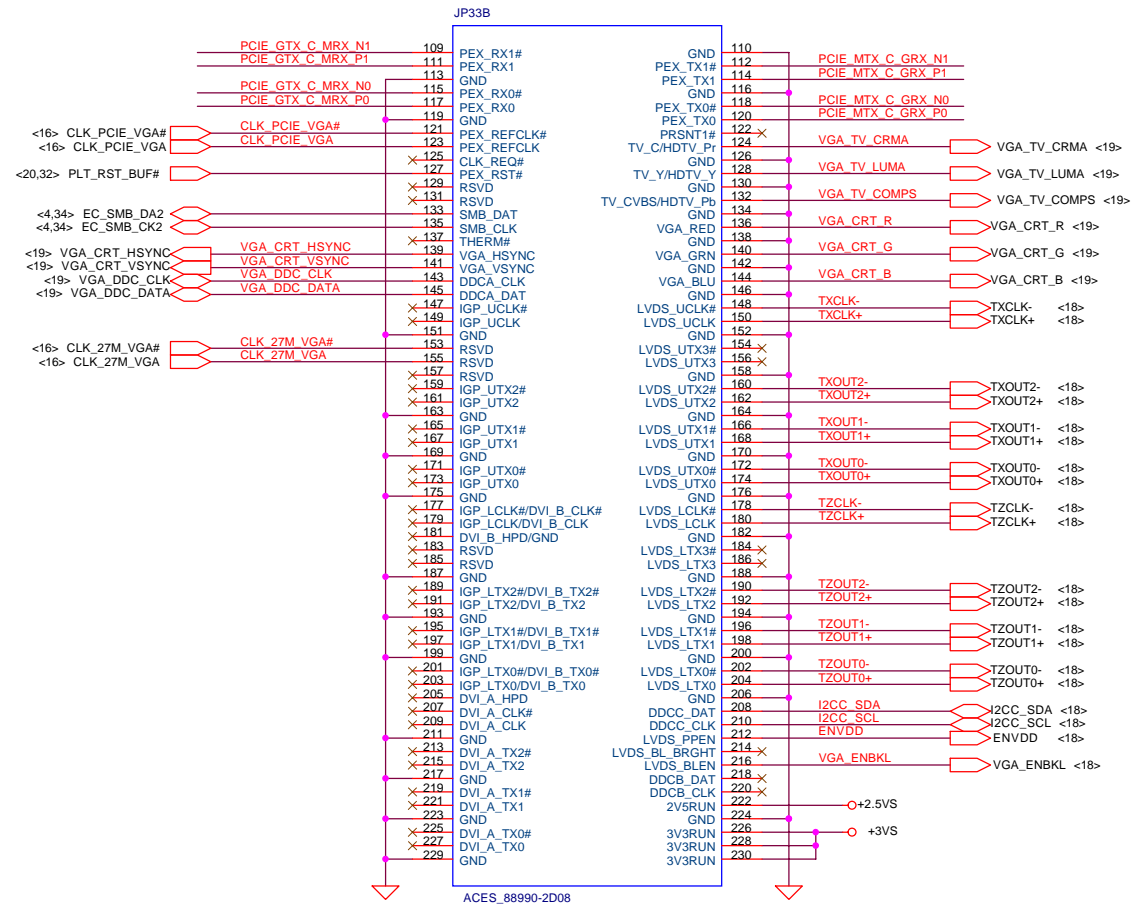 JP33B
PCIE_GTX_C_MRX_N1 109 PEX_RX1# GND 110
PCIE_GTX_C_MRX_P1 111 PEX_RX1 PEX_TX1# 112 PCIE_MTX_C_GRX_N1
113 GND PEX_TX1 114 PCIE_MTX_C_GRX_P1
PCIE_GTX_C_MRX_N0 115 PEX_RX0# GND 116
PCIE_GTX_C_MRX_P0 117 PEX_RX0 PEX_TX0# 118 PCIE_MTX_C_GRX_N0
119 GND PEX_TX0 120 PCIE_MTX_C_GRX_P0
<16> CLK_PCIE_VGA# CLK_PCIE_VGA# 121 PEX_REFCLK# PRSNT1# 122
<16> CLK_PCIE_VGA CLK_PCIE_VGA 123 PEX_REFCLK TV_C/HDTV_Pr 124 VGA_TV_CRMA VGA_TV_CRMA <19>
125 CLK_REQ# GND 126
<20,32> PLT_RST_BUF# 127 PEX_RST# TV_Y/HDTV_Y 128 VGA_TV_LUMA VGA_TV_LUMA <19>
129 RSVD GND 130
131 RSVD TV_CVBS/HDTV_Pb 132 VGA_TV_COMPS VGA_TV_COMPS <19>
<4,34> EC_SMB_DA2 133 SMB_DAT GND 134
<4,34> EC_SMB_CK2 135 SMB_CLK VGA_RED 136 VGA_CRT_R VGA_CRT_R <19>
137 THERM# GND 138
<19> VGA_CRT_HSYNC VGA_CRT_HSYNC 139 VGA_HSYNC VGA_GRN 140 VGA_CRT_G VGA_CRT_G <19>
<19> VGA_CRT_VSYNC VGA_CRT_VSYNC 141 VGA_VSYNC GND 142
<19> VGA_DDC_CLK VGA_DDC_CLK 143 DDCA_CLK VGA_BLU 144 VGA_CRT_B VGA_CRT_B <19>
<19> VGA_DDC_DATA VGA_DDC_DATA 145 DDCA_DAT GND 146
147 IGP_UCLK# LVDS_UCLK# 148 TXCLK- TXCLK- <18>
149 IGP_UCLK LVDS_UCLK 150 TXCLK+ TXCLK+ <18>
151 GND GND 152
<16> CLK_27M_VGA# CLK_27M_VGA# 153 RSVD LVDS_UTX3# 154
<16> CLK_27M_VGA CLK_27M_VGA 155 RSVD LVDS_UTX3 156
157 RSVD GND 158
159 IGP_UTX2# LVDS_UTX2# 160 TXOUT2- TXOUT2- <18>
161 IGP_UTX2 LVDS_UTX2 162 TXOUT2+ TXOUT2+ <18>
163 GND GND 164
165 IGP_UTX1# LVDS_UTX1# 166 TXOUT1- TXOUT1- <18>
167 IGP_UTX1 LVDS_UTX1 168 TXOUT1+ TXOUT1+ <18>
169 GND GND 170
171 IGP_UTX0# LVDS_UTX0# 172 TXOUT0- TXOUT0- <18>
173 IGP_UTX0 LVDS_UTX0 174 TXOUT0+ TXOUT0+ <18>
175 GND GND 176
177 IGP_LCLK#/DVI_B_CLK# LVDS_LCLK# 178 TZCLK- TZCLK- <18>
179 IGP_LCLK/DVI_B_CLK LVDS_LCLK 180 TZCLK+ TZCLK+ <18>
181 DVI_B_HPD/GND GND 182
183 RSVD LVDS_LTX3# 184
185 RSVD LVDS_LTX3 186
187 GND GND 188
189 IGP_LTX2#/DVI_B_TX2# LVDS_LTX2# 190 TZOUT2- TZOUT2- <18>
191 IGP_LTX2/DVI_B_TX2 LVDS_LTX2 192 TZOUT2+ TZOUT2+ <18>
193 GND GND 194
195 IGP_LTX1#/DVI_B_TX1# LVDS_LTX1# 196 TZOUT1- TZOUT1- <18>
197 IGP_LTX1/DVI_B_TX1 LVDS_LTX1 198 TZOUT1+ TZOUT1+ <18>
199 GND GND 200
201 IGP_LTX0#/DVI_B_TX0# LVDS_LTX0# 202 TZOUT0- TZOUT0- <18>
203 IGP_LTX0/DVI_B_TX0 LVDS_LTX0 204 TZOUT0+ TZOUT0+ <18>
205 DVI_A_HPD GND 206
207 DVI_A_CLK# DDCC_DAT 208 I2CC_SDA I2CC_SDA <18>
209 DVI_A_CLK DDCC_CLK 210 I2CC_SCL I2CC_SCL <18>
211 GND LVDS_PPEN 212 ENVDD ENVDD <18>
213 DVI_A_TX2# LVDS_BL_BRGHT 214
215 DVI_A_TX2 LVDS_BLEN 216 VGA_ENBKL VGA_ENBKL <18>
217 GND DDCB_DAT 218
219 DVI_A_TX1# DDCB_CLK 220
221 DVI_A_TX1 2V5RUN 222 +2.5VS
223 GND GND 224
225 DVI_A_TX0# 3V3RUN 226 +3VS
227 DVI_A_TX0 3V3RUN 228
229 GND 3V3RUN 230
ACES_88990-2D08